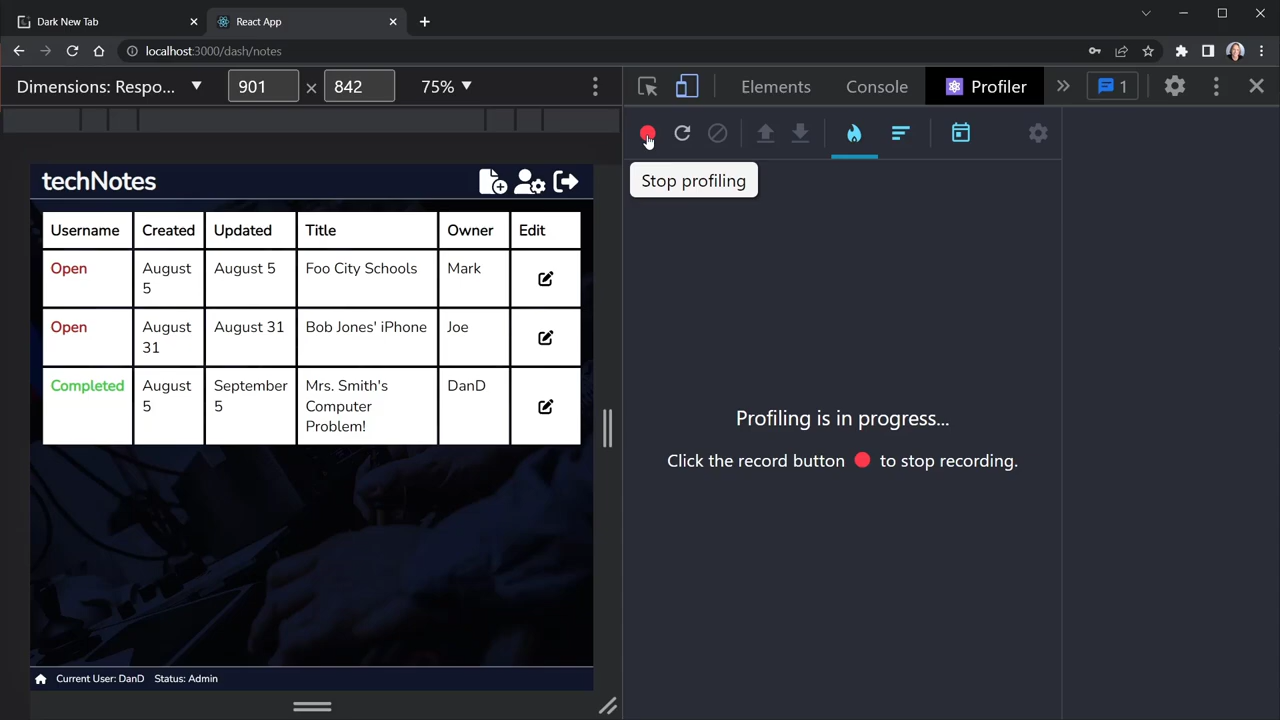 Dark New Tab
React App
localhost:3000/dash/notes
Dimensions: Respo... 901 × 842 75%
Elements Console Profiler 1
Stop profiling
techNotes
Username Created Updated Title Owner Edit
Open August 5 August 5 Foo City Schools Mark
Open August 31 August 31 Bob Jones' iPhone Joe
Completed August 5 September 5 Mrs. Smith's Computer Problem! DanD
Profiling is in progress...
Click the record button to stop recording.
Current User: DanD Status: Admin